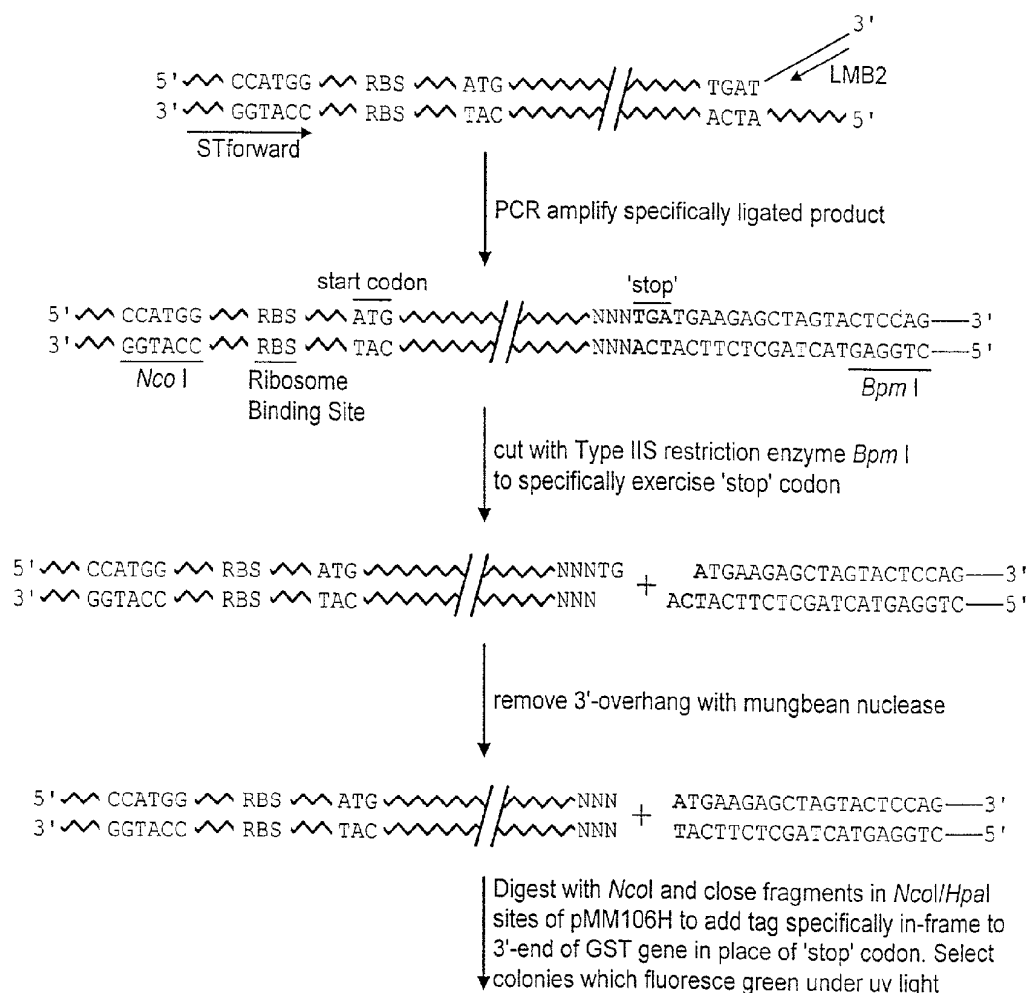 3'
5' CCATGG RBS ATG TGAT LMB2
3' GGTACC RBS TAC ACTA 5'
STforward
PCR amplify specifically ligated product
start codon 'stop'
5' CCATGG RBS ATG NNNTGATGAAGAGCTAGTACTCCAG 3'
3' GGTACC RBS TAC NNNACTACTTCTCGATCATGAGGTC 5'
Nco I Ribosome Bpm I
Binding Site
cut with Type IIS restriction enzyme Bpm I
to specifically exercise 'stop' codon
5' CCATGG RBS ATG NNNTG + ATGAAGAGCTAGTACTCCAG 3'
3' GGTACC RBS TAC NNN ACTACTTCTCGATCATGAGGTC 5'
remove 3'-overhang with mungbean nuclease
5' CCATGG RBS ATG NNN + ATGAAGAGCTAGTACTCCAG 3'
3' GGTACC RBS TAC NNN TACTTCTCGATCATGAGGTC 5'
Digest with NcoI and close fragments in NcoI/HpaI
sites of pMM106H to add tag specifically in-frame to
3'-end of GST gene in place of 'stop' codon. Select
colonies which fluoresce green under uv light